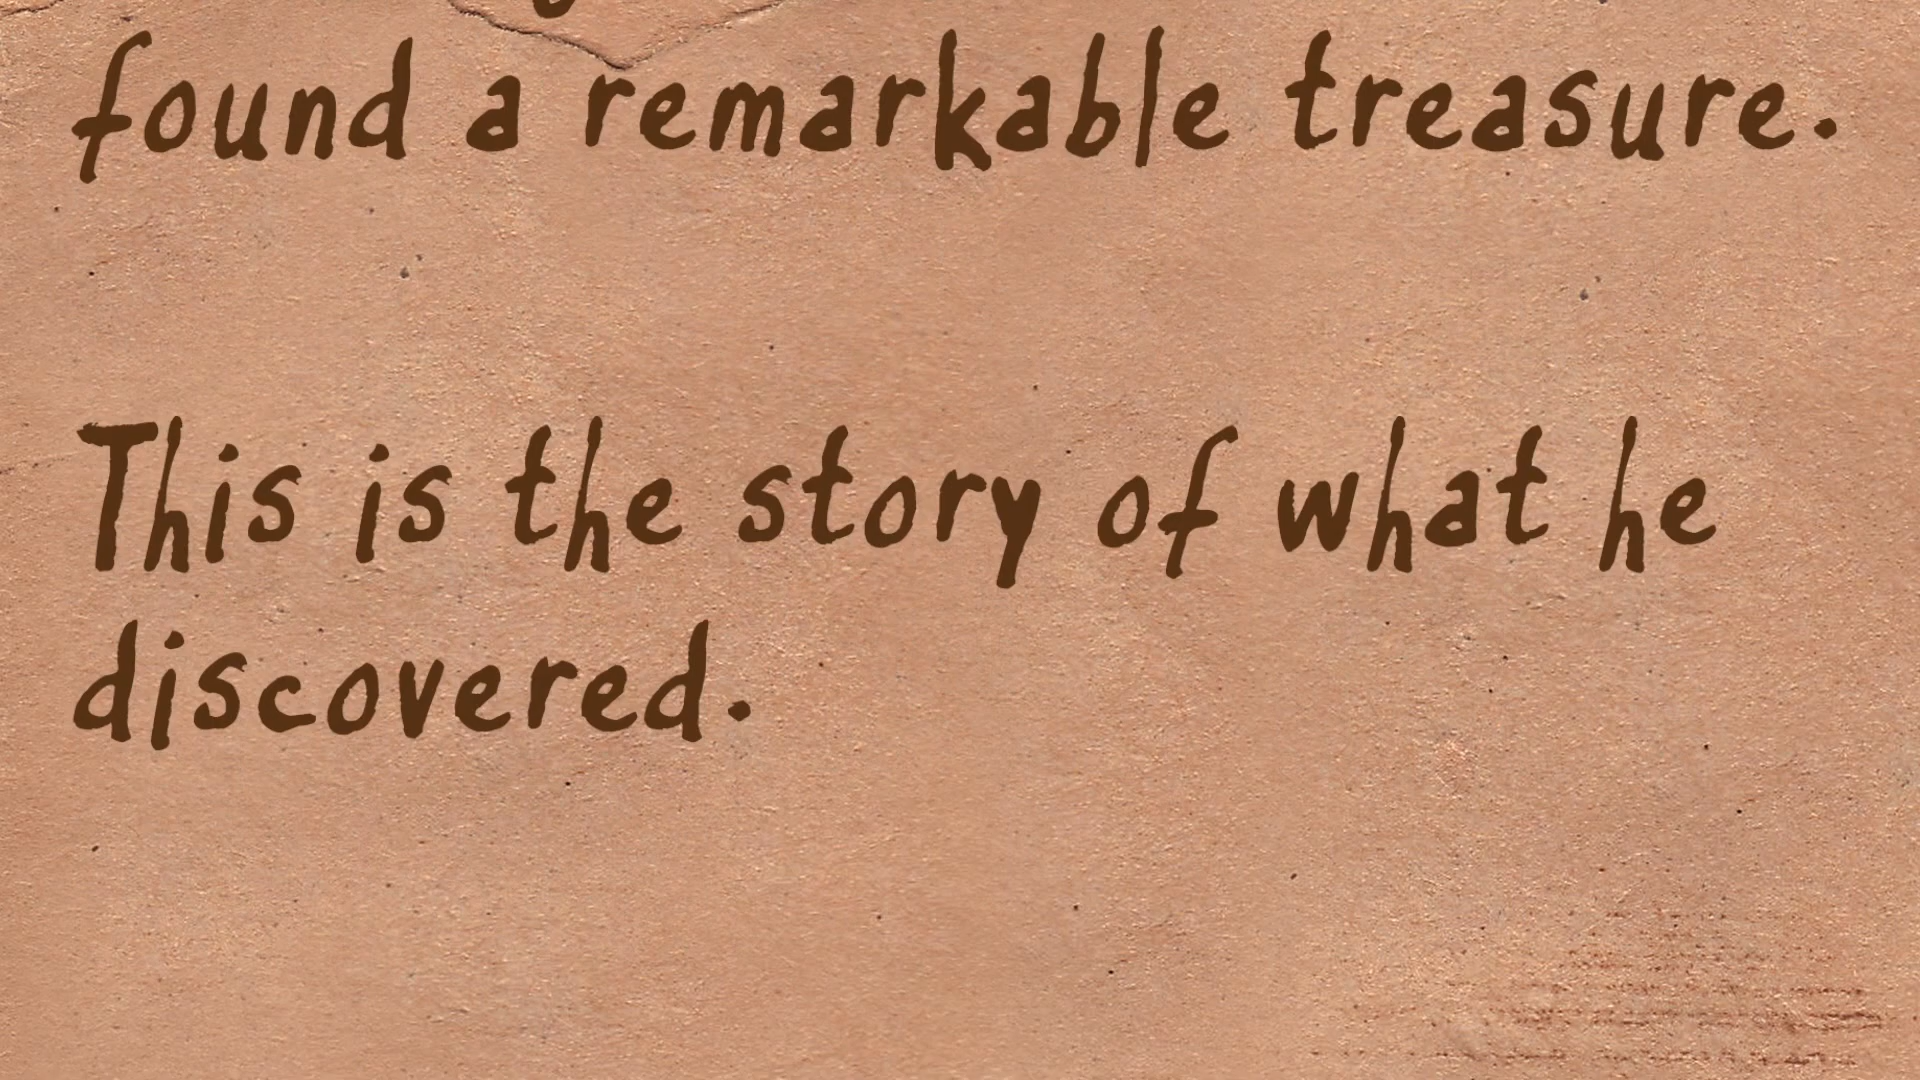 found a remarkable treasure.
This is the story of what he
discovered.